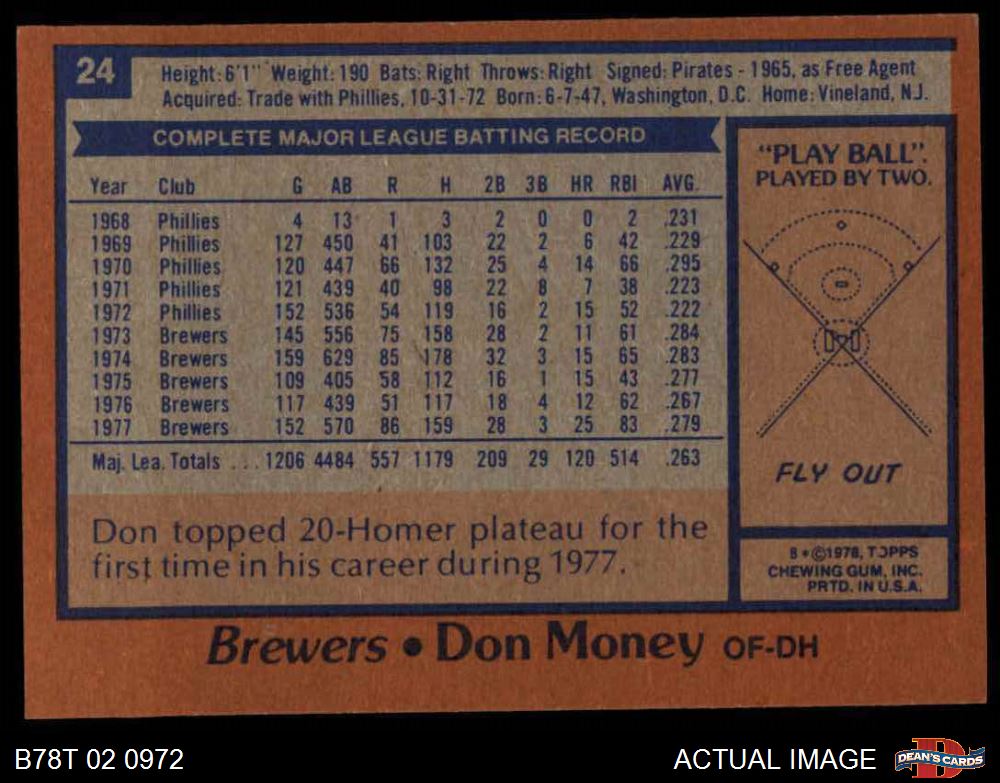 24
Height: 6'1" Weight: 190 Bats: Right Throws: Right Signed: Pirates - 1965, as Free Agent
Acquired: Trade with Phillies, 10-31-72 Born: 6-7-47, Washington, D.C. Home: Vineland, N.J.
COMPLETE MAJOR LEAGUE BATTING RECORD
Year Club G AB R H 2B 3B HR RBI AVG.
1968 Phillies 4 13 1 3 2 0 0 2 .231
1969 Phillies 127 450 41 103 22 2 6 42 .229
1970 Phillies 120 447 66 132 25 4 14 66 .295
1971 Phillies 121 439 40 98 22 8 7 38 .223
1972 Phillies 152 536 54 119 16 2 15 52 .222
1973 Brewers 145 556 75 158 28 2 11 61 .284
1974 Brewers 159 629 85 178 32 3 15 65 .283
1975 Brewers 109 405 58 112 16 1 15 43 .277
1976 Brewers 117 439 51 117 18 4 12 62 .267
1977 Brewers 152 570 86 159 28 3 25 83 .279
Maj. Lea. Totals ... 1206 4484 557 1179 209 29 120 514 .263
Don topped 20-Homer plateau for the
first time in his career during 1977.
"PLAY BALL".
PLAYED BY TWO.
FLY OUT
B * ©1978, TOPPS
CHEWING GUM, INC.
PRTD. IN U.S.A.
Brewers • Don Money OF-DH
B78T 02 0972
ACTUAL IMAGE
D
DEAN'S CARDS